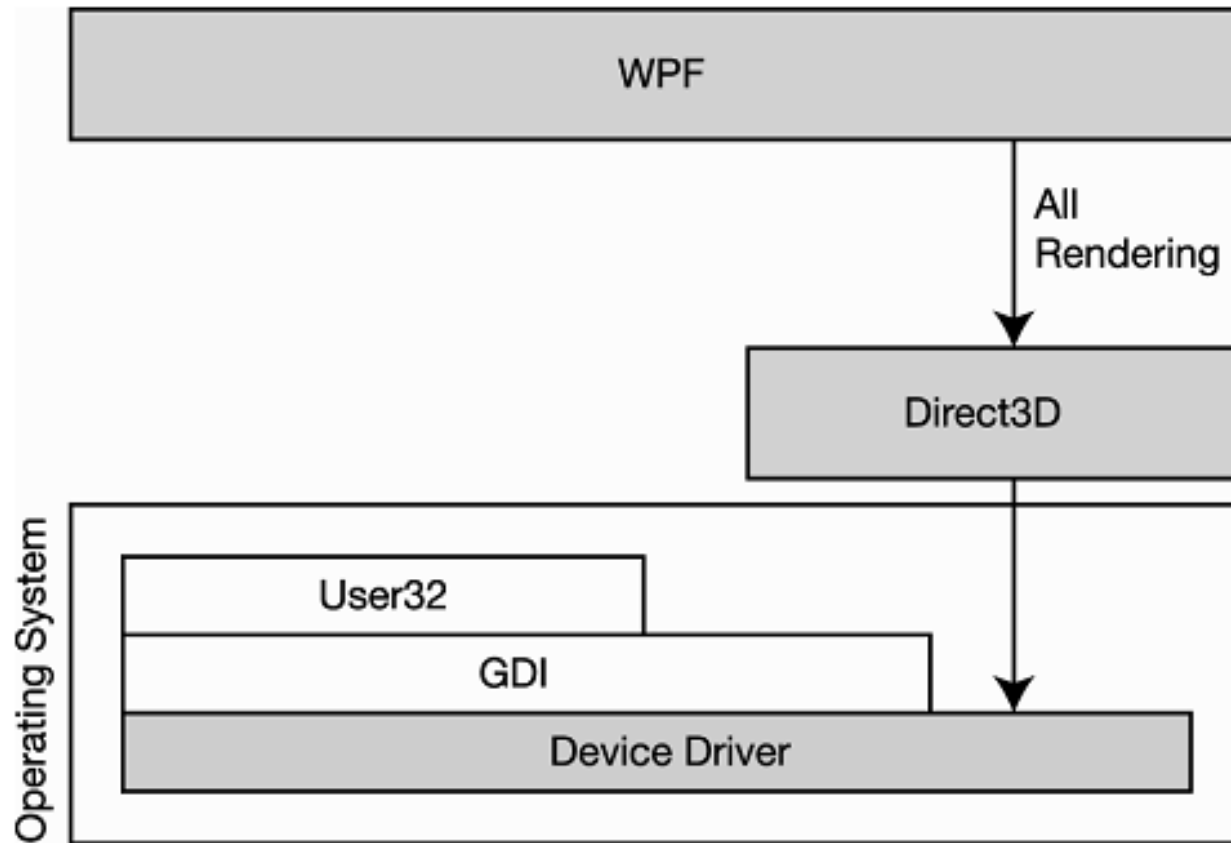 WPF
All
Rendering
Direct3D
Operating System
User32
GDI
Device Driver